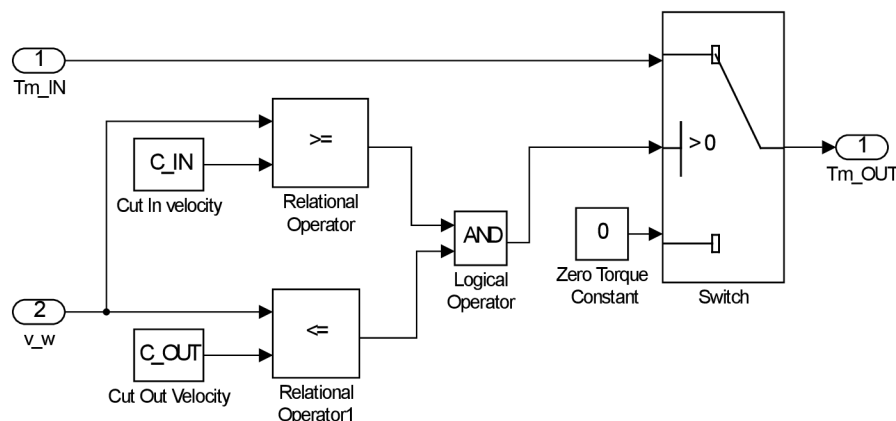 1
Tm_IN
C_IN
Cut In velocity
>=
Relational
Operator
> 0
1
Tm_OUT
AND
Logical
Operator
0
Zero Torque
Constant
Switch
2
v_w
C_OUT
Cut Out Velocity
<=
Relational
Operator1